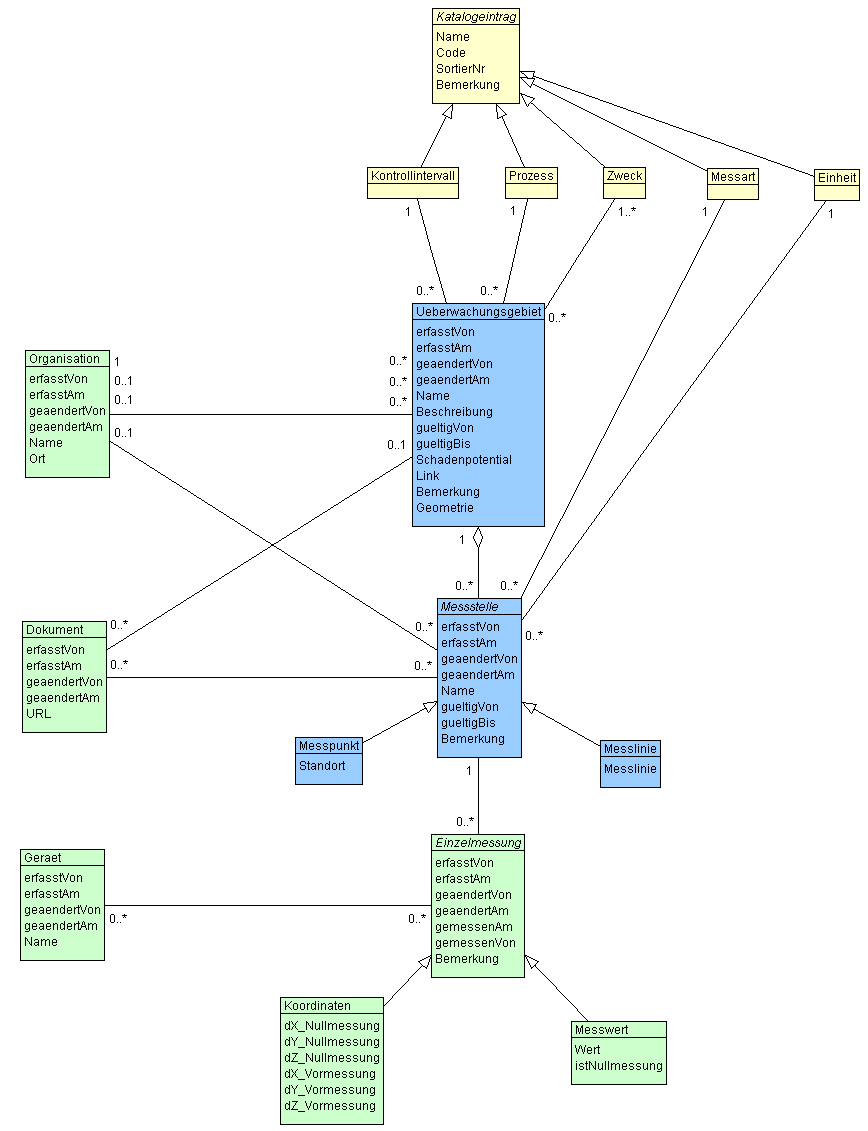 Katalogeintrag
Name
Code
SortierNr
Bemerkung
Kontrollintervall
Prozess
Zweck
Messart
Einheit
1
1
1..*
1
1
0..*
0..*
0..*
Ueberwachungsgebiet
erfasstVon
erfasstAm
geaendertVon
geaendertAm
Name
Beschreibung
gueltigVon
gueltigBis
Schadenpotential
Link
Bemerkung
Geometrie
Organisation
erfasstVon
erfasstAm
geaendertVon
geaendertAm
Name
Ort
1
0..1
0..1
0..1
0..*
0..*
0..*
0..1
1
0..*
0..*
Messstelle
erfasstVon
erfasstAm
geaendertVon
geaendertAm
Name
gueltigVon
gueltigBis
Bemerkung
0..*
0..*
0..*
Dokument
erfasstVon
erfasstAm
geaendertVon
geaendertAm
URL
0..*
0..*
Messpunkt
Standort
Messlinie
Messlinie
1
0..*
Einzelmessung
erfasstVon
erfasstAm
geaendertVon
geaendertAm
gemessenAm
gemessenVon
Bemerkung
Geraet
erfasstVon
erfasstAm
geaendertVon
geaendertAm
Name
0..*
0..*
Koordinaten
dX_Nullmessung
dY_Nullmessung
dZ_Nullmessung
dX_Vormessung
dY_Vormessung
dZ_Vormessung
Messwert
Wert
istNullmessung